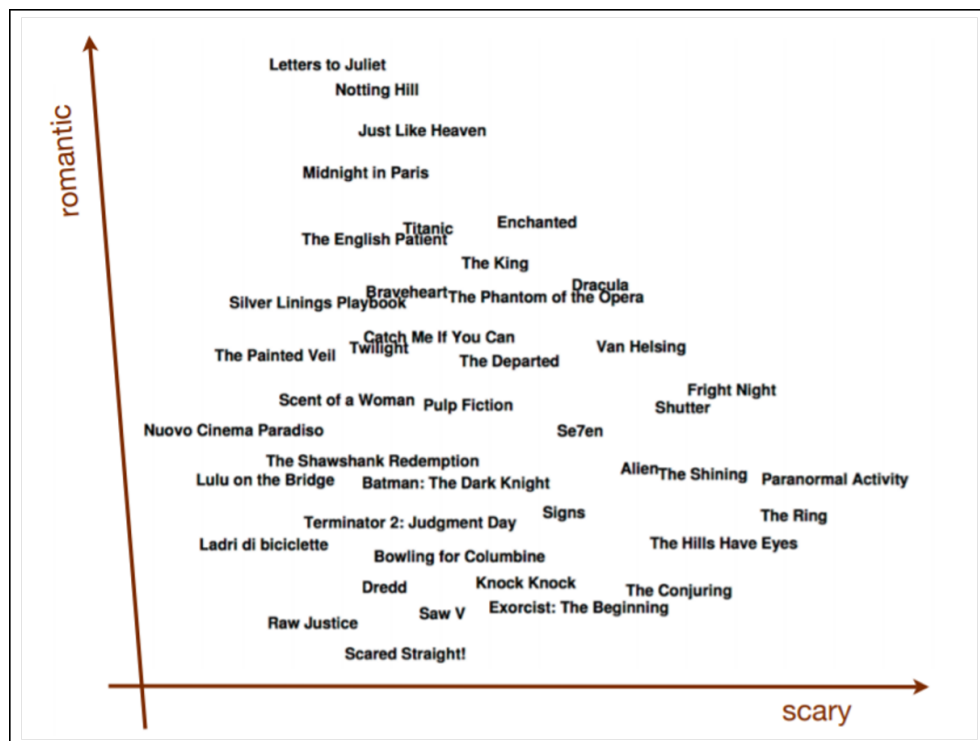 Letters to Juliet
Notting Hill
romantic
Just Like Heaven
Midnight in Paris
Enchanted
Titanic
The English Patient
The King
Dracula
Braveheart
The Phantom of the Opera
Silver Linings Playbook
Catch Me If You Can
Van Helsing
Twilight
The Painted Veil
The Departed
Fright Night
Scent of a Woman
Pulp Fiction
Shutter
Nuovo Cinema Paradiso
Se7en
The Shawshank Redemption
Alien
The Shining
Lulu on the Bridge
Batman: The Dark Knight
Paranormal Activity
Signs
The Ring
Terminator 2: Judgment Day
Ladri di biciclette
The Hills Have Eyes
Bowling for Columbine
Dredd
Knock Knock
The Conjuring
Saw V
Exorcist: The Beginning
Raw Justice
Scared Straight!
scary